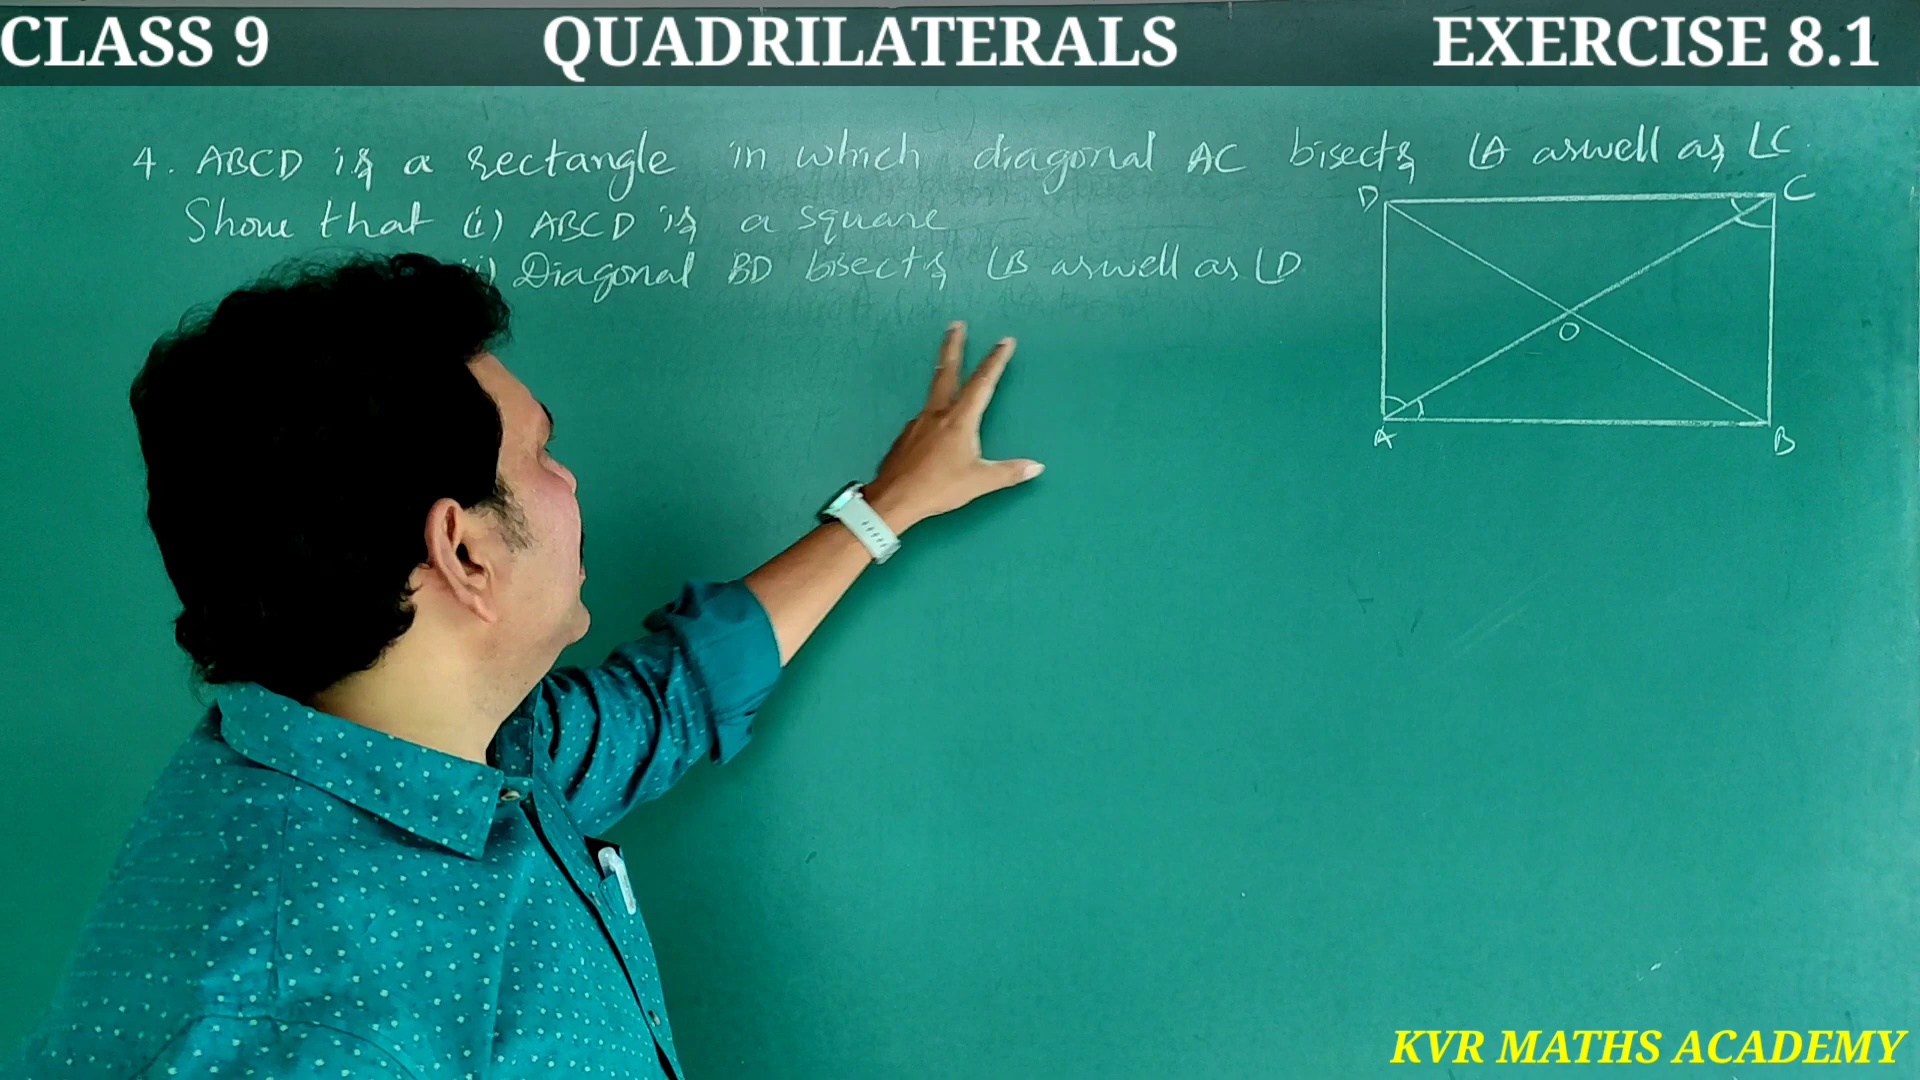 CLASS 9 QUADRILATERALS EXERCISE 8.1
4. ABCD is a rectangle in which diagonal AC bisects ∠A aswell as ∠C.
Show that (i) ABCD is a square
(ii) Diagonal BD bisects ∠B aswell as ∠D
D C
O
A B
KVR MATHS ACADEMY